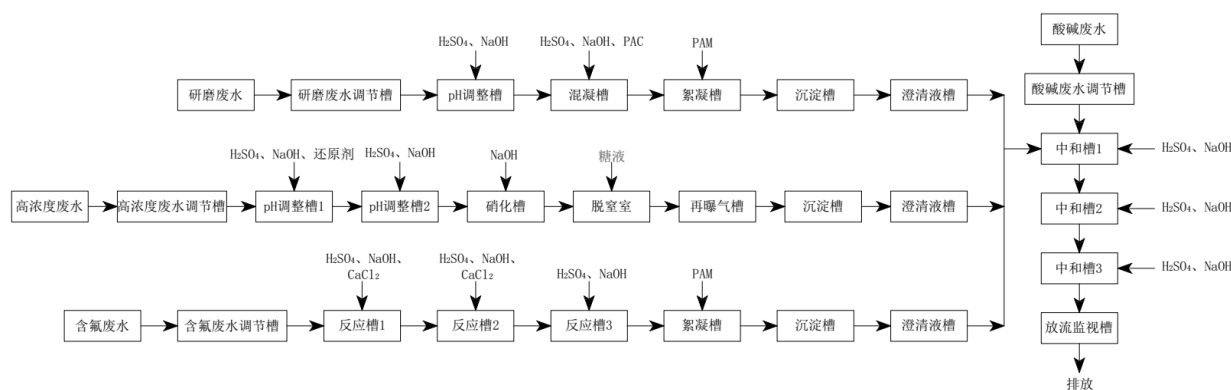 H₂SO₄、NaOH
H₂SO₄、NaOH、PAC
PAM
研磨废水
研磨废水调节槽
pH调整槽
混凝槽
絮凝槽
沉淀槽
澄清液槽
H₂SO₄、NaOH、还原剂
H₂SO₄、NaOH
NaOH
糖液
高浓度废水
高浓度废水调节槽
pH调整槽1
pH调整槽2
硝化槽
脱室室
再曝气槽
沉淀槽
澄清液槽
H₂SO₄、NaOH、
CaCl₂
H₂SO₄、NaOH、
CaCl₂
H₂SO₄、NaOH
PAM
含氟废水
含氟废水调节槽
反应槽1
反应槽2
反应槽3
絮凝槽
沉淀槽
澄清液槽
酸碱废水
酸碱废水调节槽
中和槽1
H₂SO₄、NaOH
中和槽2
H₂SO₄、NaOH
中和槽3
H₂SO₄、NaOH
放流监视槽
排放